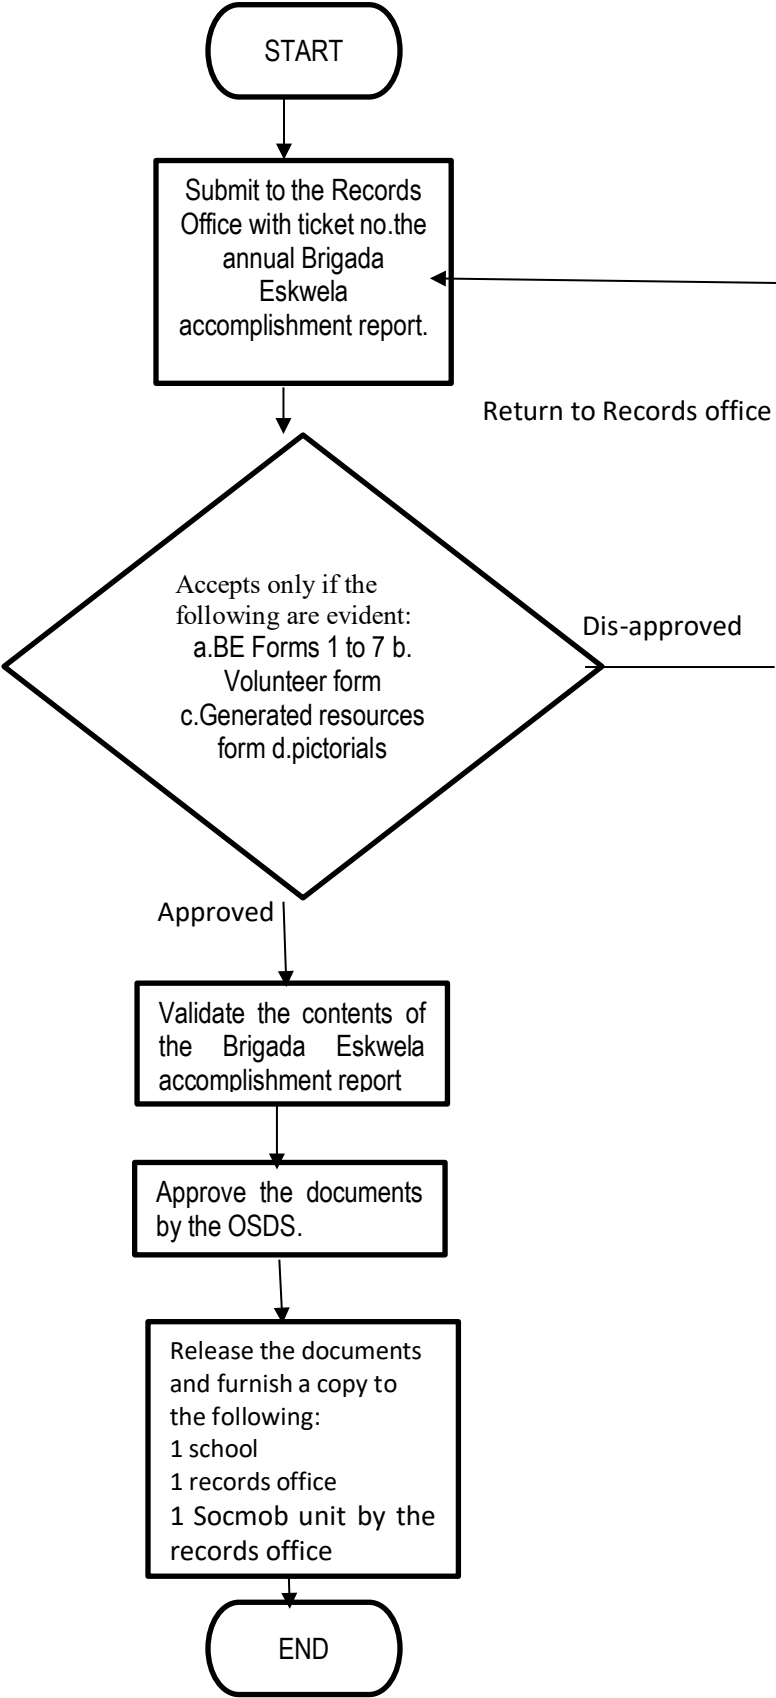 START
Submit to the Records
Office with ticket no.the
annual Brigada
Eskwela
accomplishment report.
Return to Records office
Accepts only if the
following are evident:
a.BE Forms 1 to 7 b.
Volunteer form
c.Generated resources
form d.pictorials
Dis-approved
Approved
Validate the contents of
the Brigada Eskwela
accomplishment report
Approve the documents
by the OSDS.
Release the documents
and furnish a copy to
the following:
1 school
1 records office
1 Socmob unit by the
records office
END